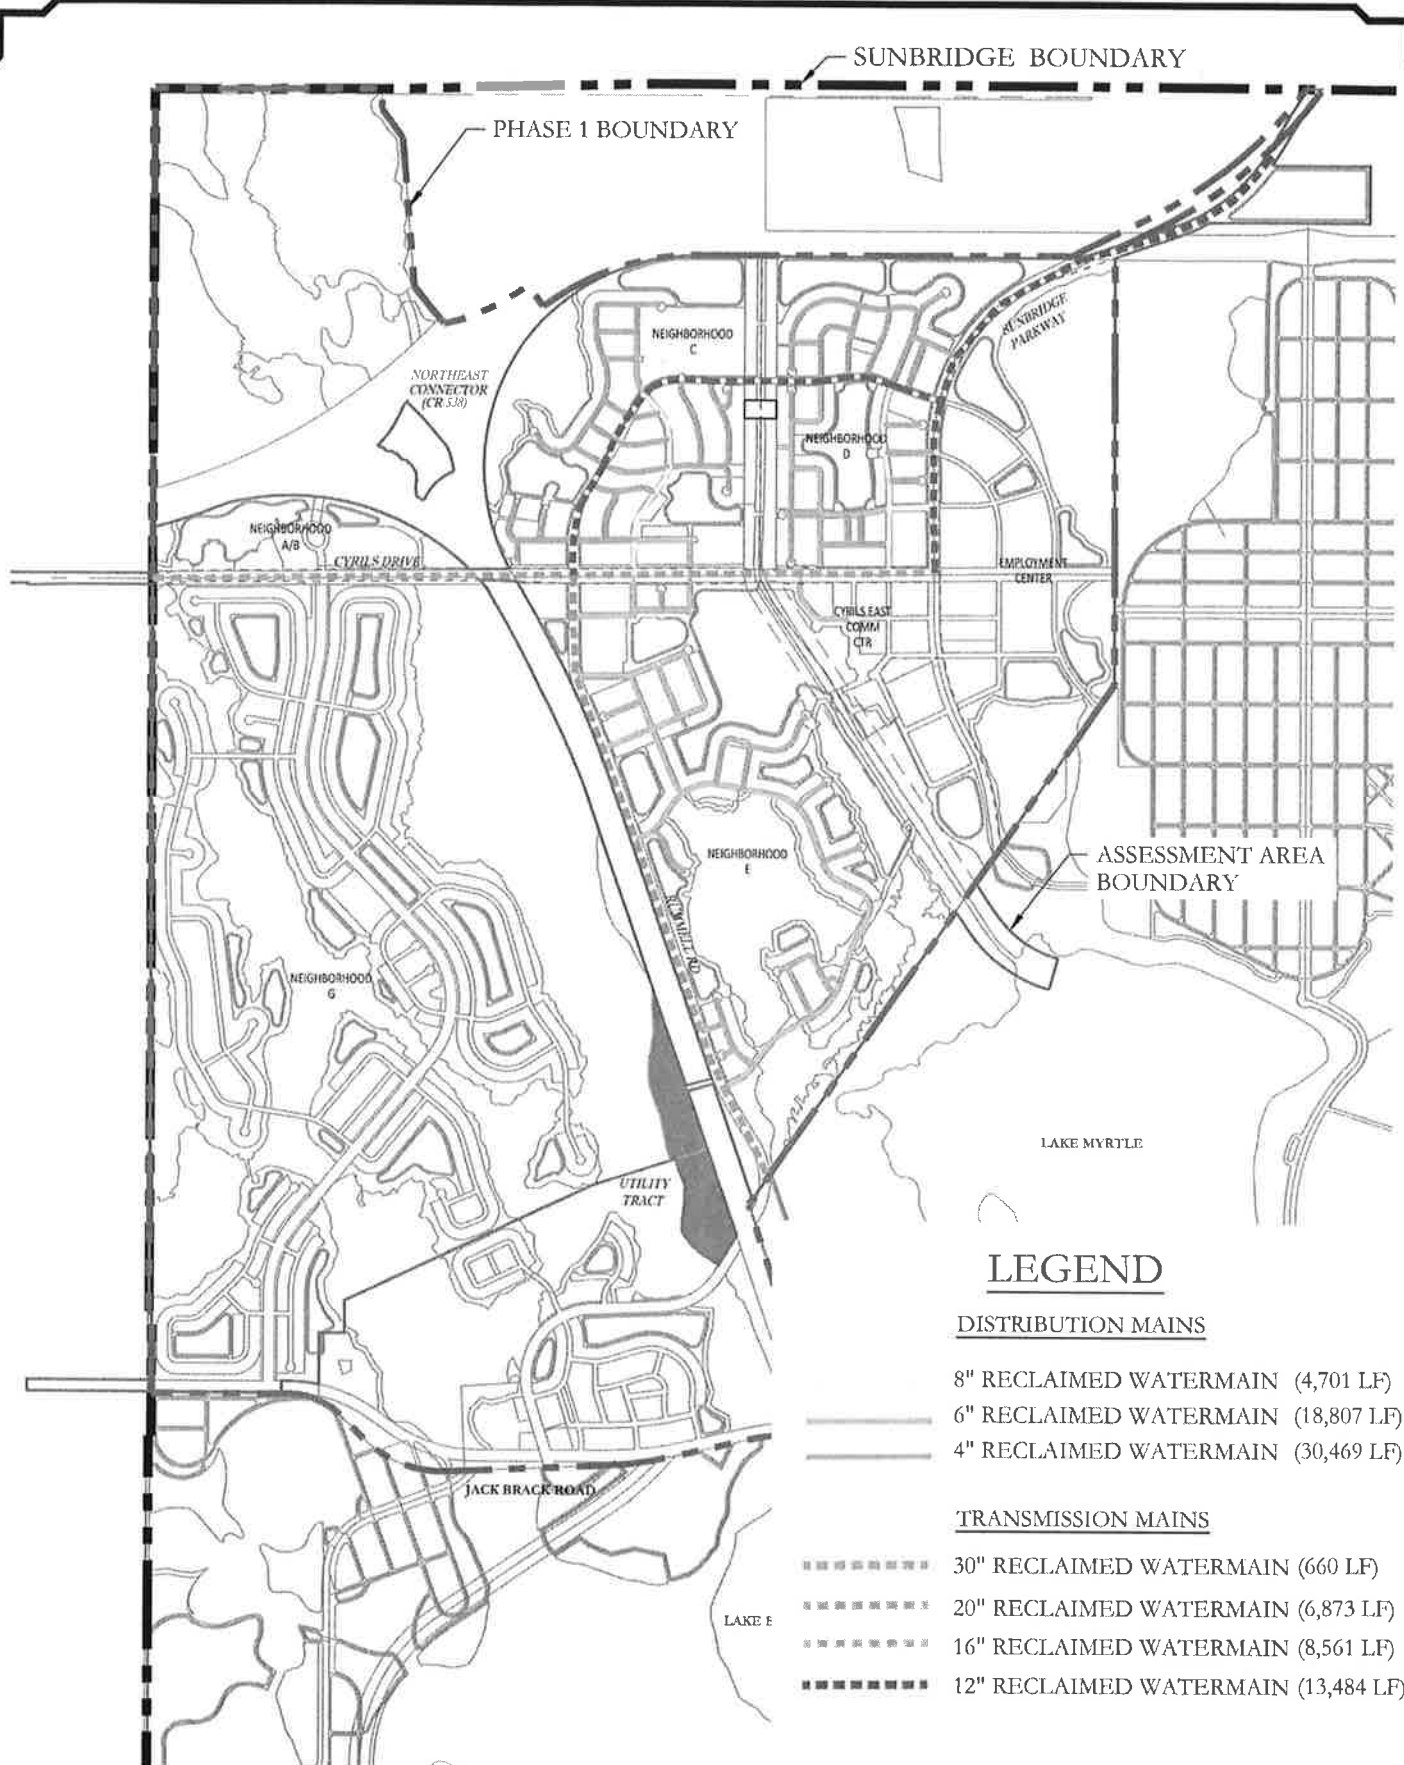 SUNBRIDGE BOUNDARY
PHASE 1 BOUNDARY
SUNBRIDGE
PARKWAY
NEIGHBORHOOD
C
NORTHEAST
CONNECTOR
(CR 538)
NEIGHBORHOOD
D
NEIGHBORHOOD
A/B
CYRILS DRIVE
EMPLOYMENT
CENTER
CYRILS EAST
COMM
CTR
ASSESSMENT AREA
BOUNDARY
NEIGHBORHOOD
E
RUMMELL RD
NEIGHBORHOOD
G
LAKE MYRTLE
UTILITY
TRACT
LEGEND
DISTRIBUTION MAINS
8" RECLAIMED WATERMAIN (4,701 LF)
6" RECLAIMED WATERMAIN (18,807 LF)
4" RECLAIMED WATERMAIN (30,469 LF)
JACK BRACK ROAD
TRANSMISSION MAINS
30" RECLAIMED WATERMAIN (660 LF)
20" RECLAIMED WATERMAIN (6,873 LF)
LAKE
16" RECLAIMED WATERMAIN (8,561 LF)
12" RECLAIMED WATERMAIN (13,484 LF)